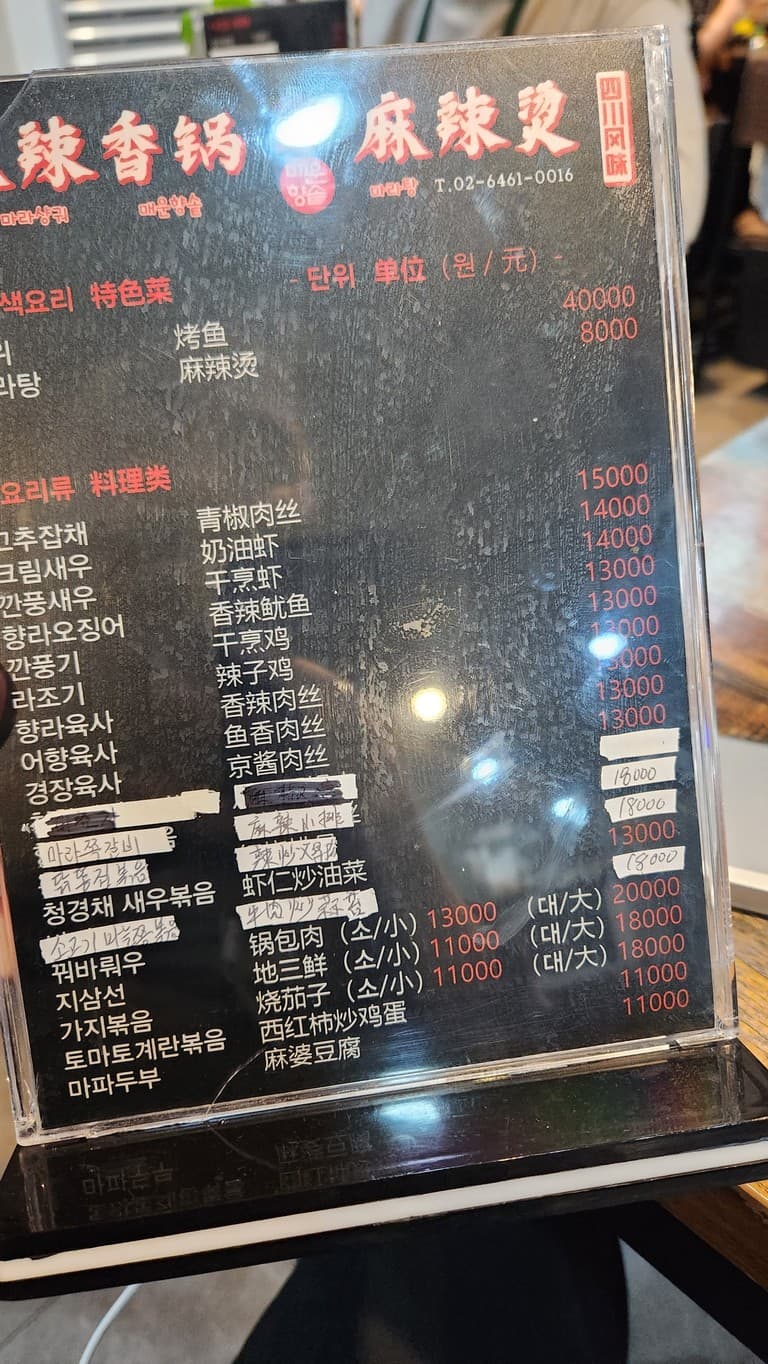 辣香锅 麻辣烫 四川风味
마라샹궈 매운향솥 매운향솥 마라탕 T.02-6461-0016
- 단위 单位 (원 / 元) -
색요리 特色菜
烤鱼 40000
라탕 麻辣烫 8000
요리류 料理类
고추잡채 青椒肉丝 15000
크림새우 奶油虾 14000
깐풍새우 干烹虾 14000
향라오징어 香辣鱿鱼 13000
깐풍기 干烹鸡 13000
라조기 辣子鸡 13000
향라육사 香辣肉丝
어향육사 鱼香肉丝 13000
경장육사 京酱肉丝 13000
마라쪽갈비 麻辣小排 18000
18000
청경채 새우볶음 虾仁炒油菜 13000
牛肉炒 18000
꿔바뤄우 锅包肉 (소/小) 13000 (대/大) 20000
지삼선 地三鲜 (소/小) 11000 (대/大) 18000
가지볶음 烧茄子 (소/小) 11000 (대/大) 18000
토마토계란볶음 西红柿炒鸡蛋 11000
마파두부 麻婆豆腐 11000